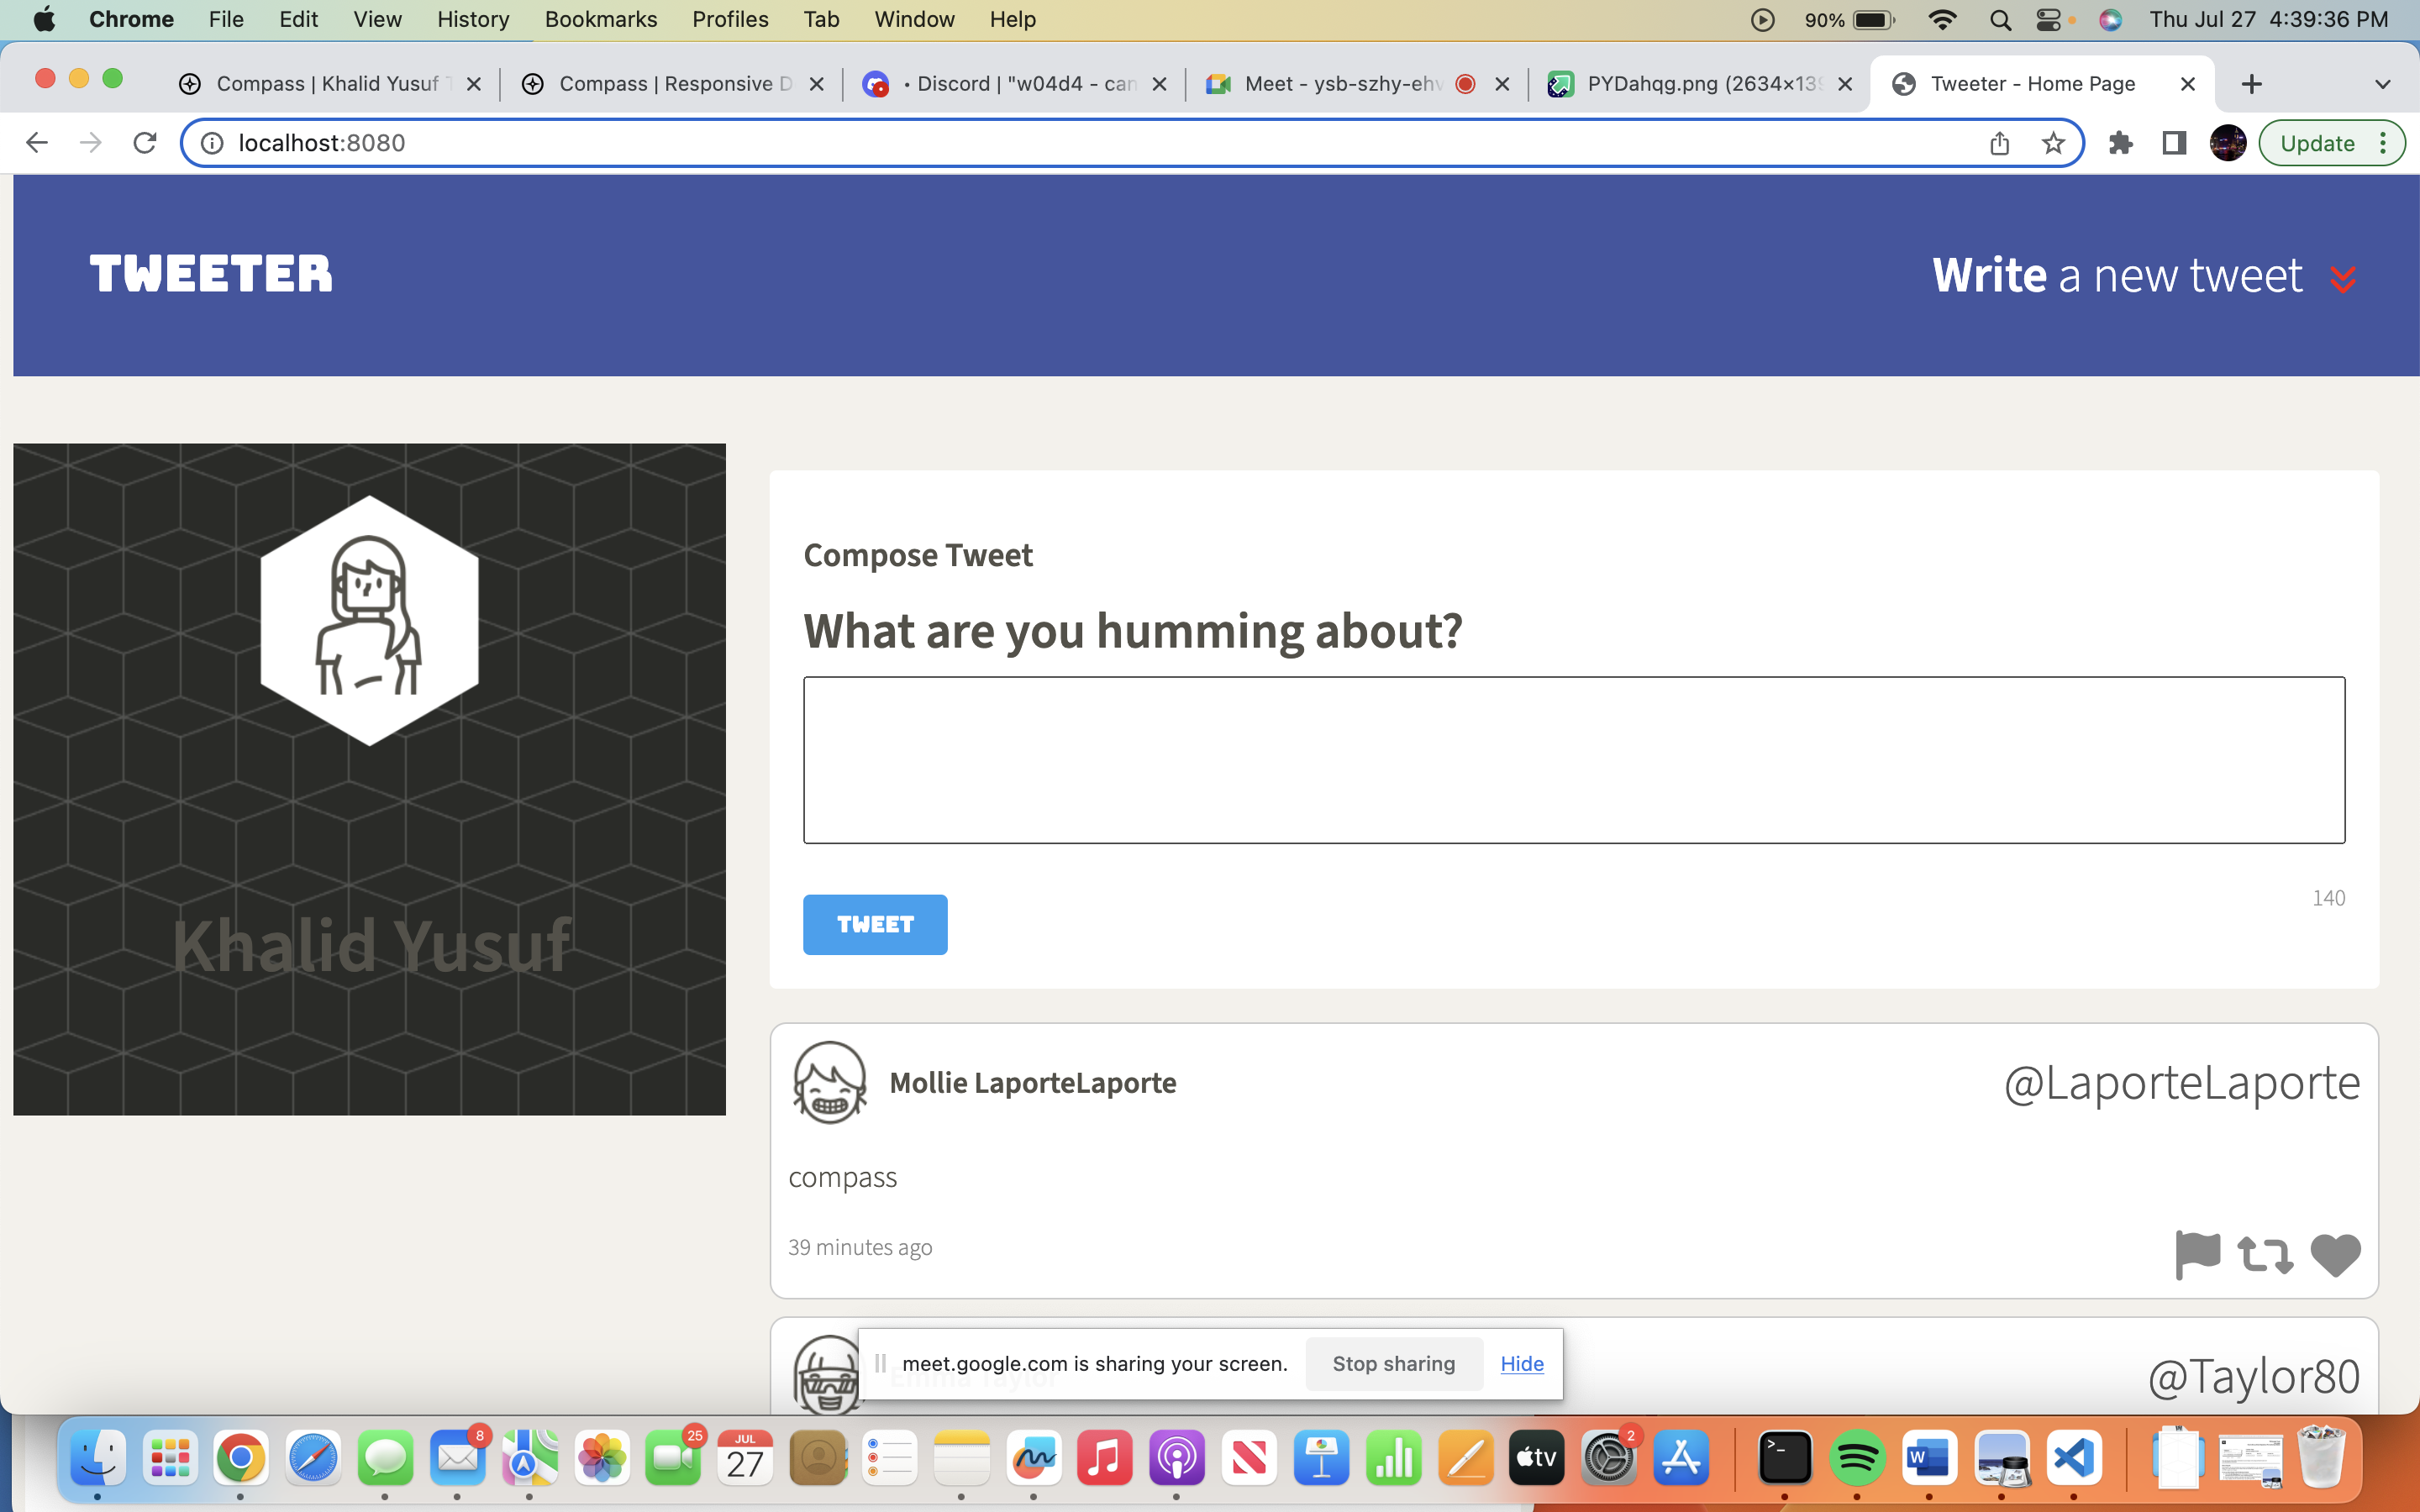 Chrome File Edit View History Bookmarks Profiles Tab Window Help 90% Thu Jul 27 4:39:36 PM
Compass | Khalid Yusuf Compass | Responsive D • Discord | "w04d4 - can Meet - ysb-szhy-ehv PYDahqg.png (2634×139 Tweeter - Home Page
localhost:8080 Update
TWEETER Write a new tweet
Compose Tweet
What are you humming about?
140
TWEET
Khalid Yusuf
Mollie LaporteLaporte @LaporteLaporte
compass
39 minutes ago
Emma Taylor @Taylor80
meet.google.com is sharing your screen. Stop sharing Hide
8 25 JUL 27 tv 2 >_ W